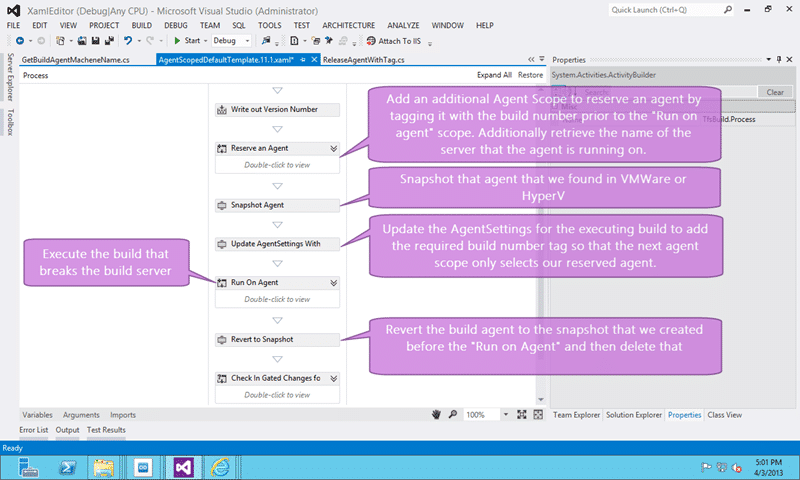 XamlEditor (Debug|Any CPU) - Microsoft Visual Studio (Administrator)
Quick Launch (Ctrl+Q)
FILE EDIT VIEW PROJECT BUILD DEBUG TEAM SQL TOOLS TEST ARCHITECTURE ANALYZE WINDOW HELP
Start Debug Attach To IIS
Server Explorer
Toolbox
GetBuildAgentMacheneName.cs AgentScopedDefaultTemplate.11.1.xaml* ReleaseAgentWithTag.cs
Properties
Process
Expand All Restore
System.Activities.ActivityBuilder
Search
Clear
Misc
TfsBuild.Process
Write out Version Number
Add an additional Agent Scope to reserve an agent by
tagging it with the build number prior to the "Run on
agent" scope. Additionally retrieve the name of the
server that the agent is running on.
Reserve an Agent
Double-click to view
Snapshot that agent that we found in VMWare or
HyperV
Snapshot Agent
Update the AgentSettings for the executing build to add
the required build number tag so that the next agent
scope only selects our reserved agent.
Update AgentSettings With
Execute the build that
breaks the build server
Run On Agent
Double-click to view
Revert the build agent to the snapshot that we created
before the "Run on Agent" and then delete that
Revert to Snapshot
Check In Gated Changes fo
Double-click to view
Variables Arguments Imports
100%
Team Explorer Solution Explorer Properties Class View
Error List Output Test Results
Ready
5:01 PM
4/3/2013